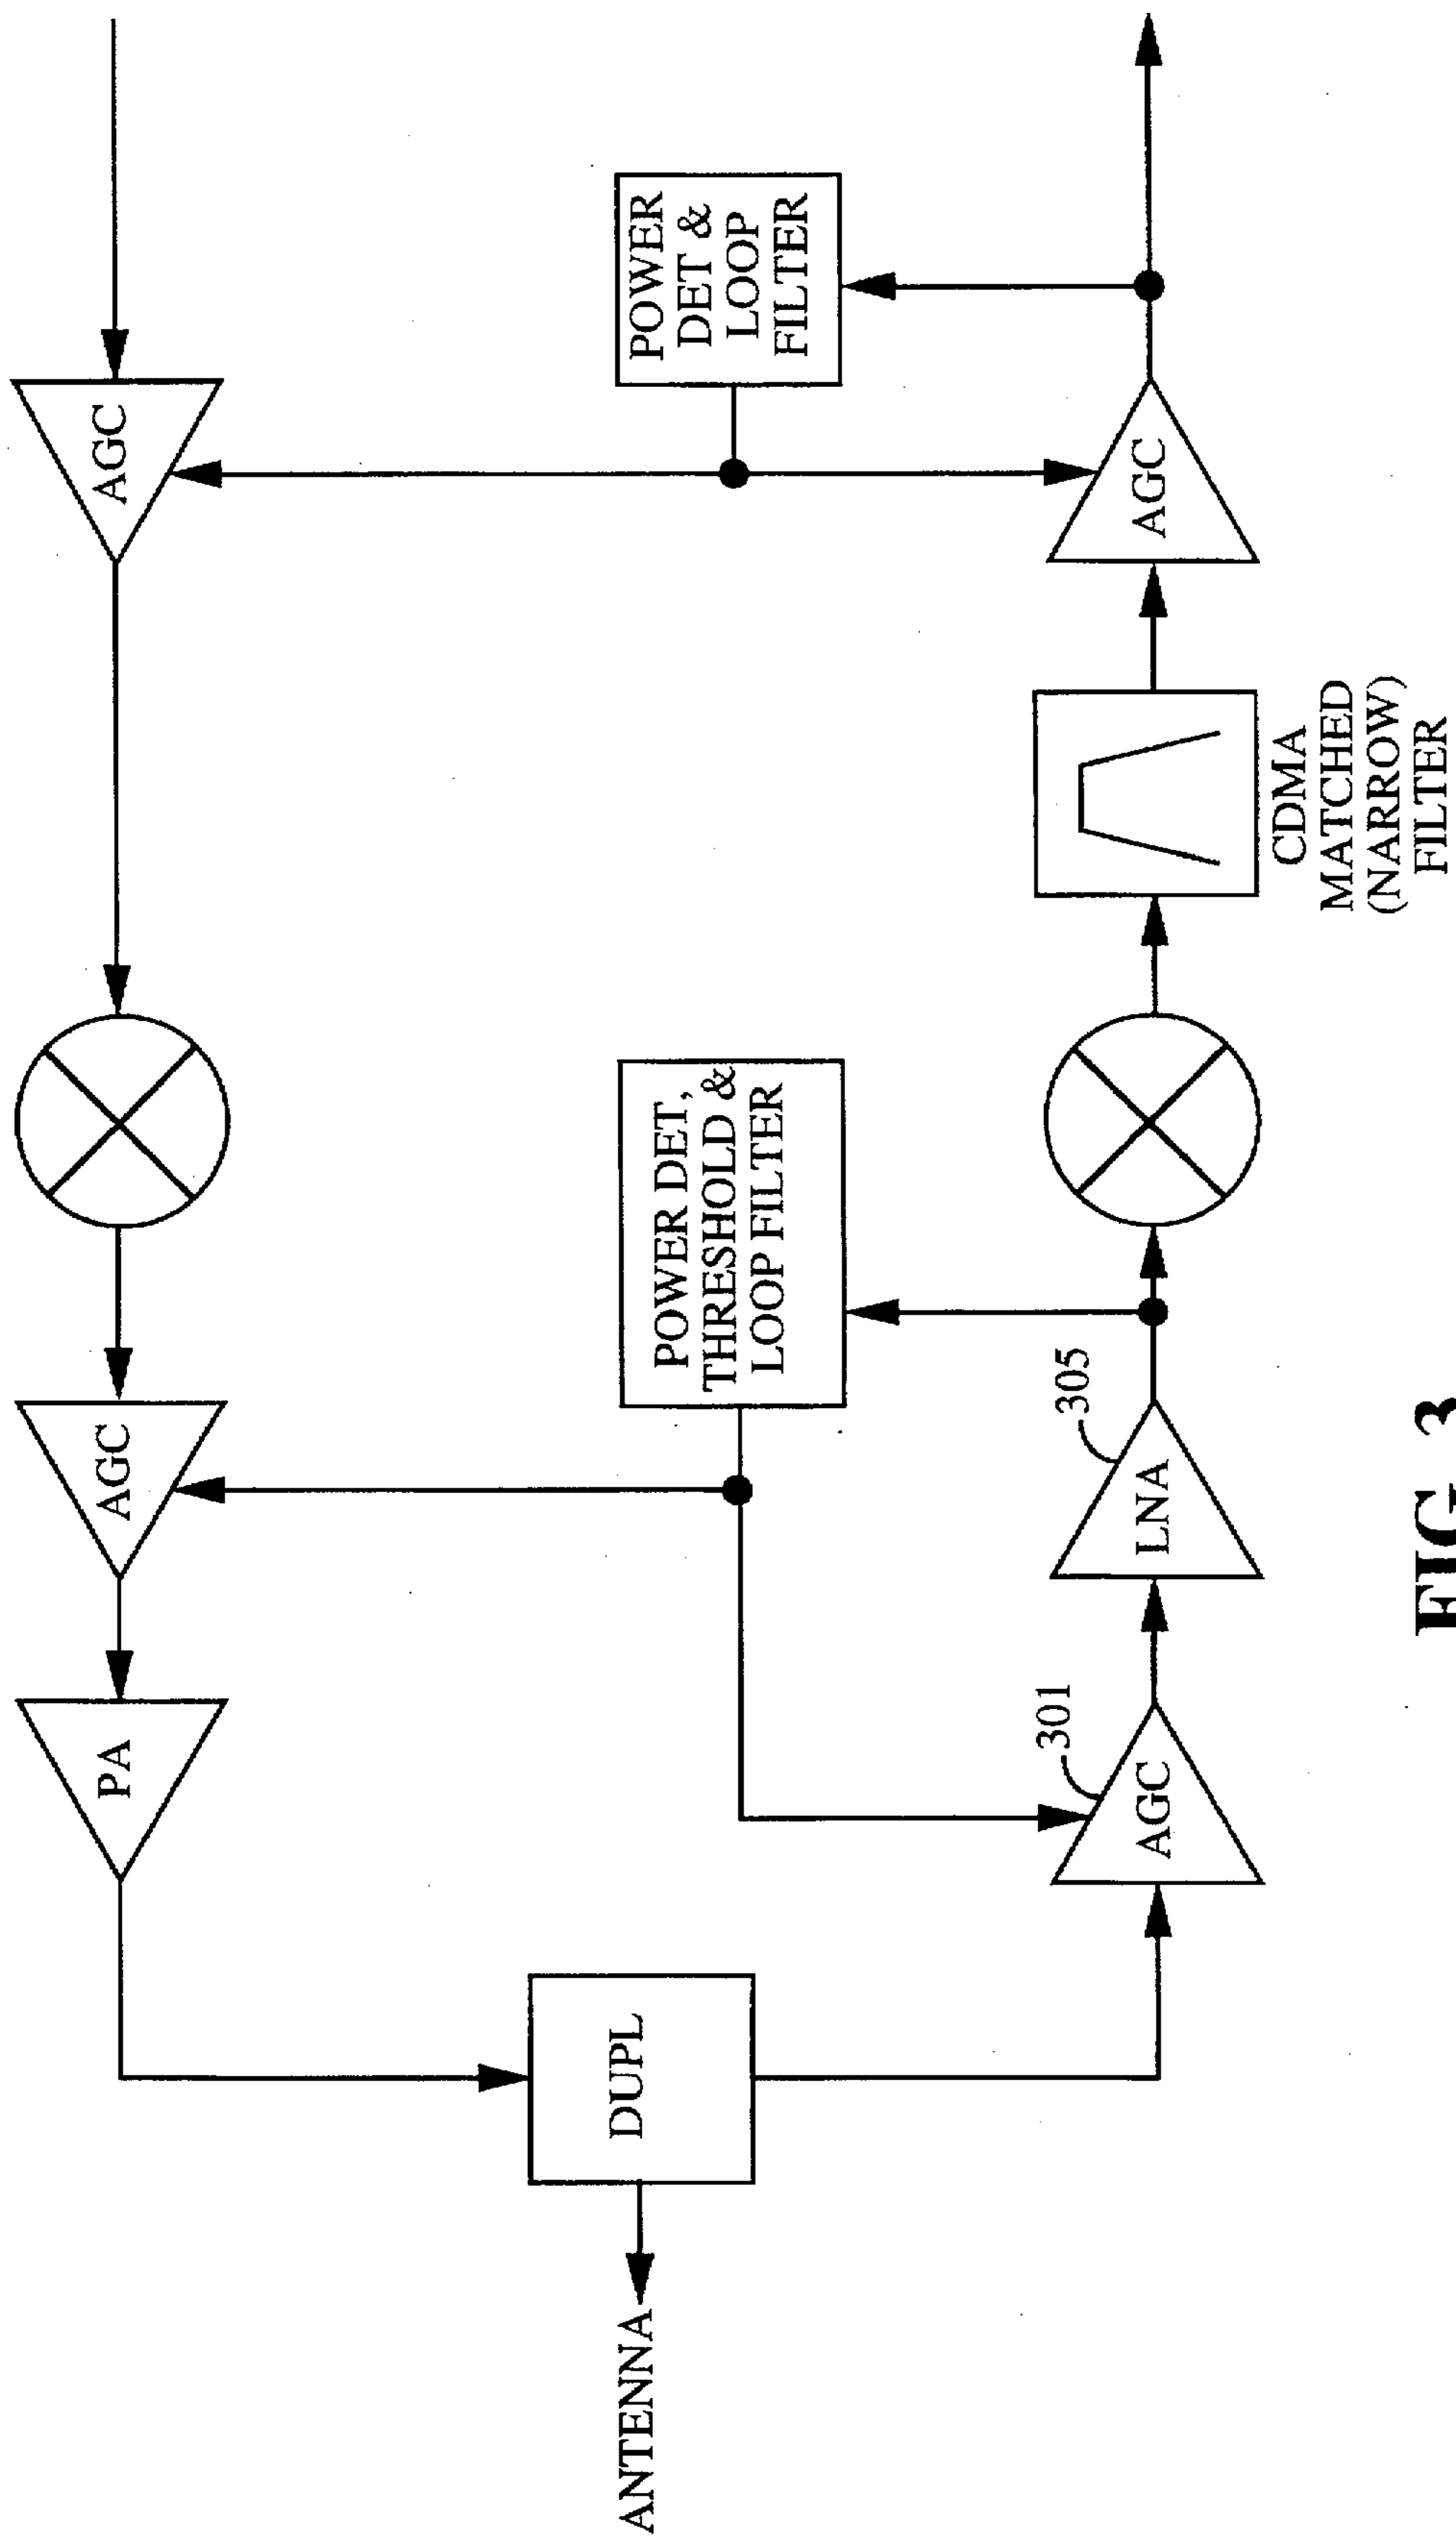 AGC
POWER
DET &
LOOP
FILTER
AGC
CDMA
MATCHED
(NARROW)
FILTER
POWER DET,
THRESHOLD &
LOOP FILTER
AGC
PA
305
LNA
301
AGC
DUPL
ANTENNA
FIG. 3